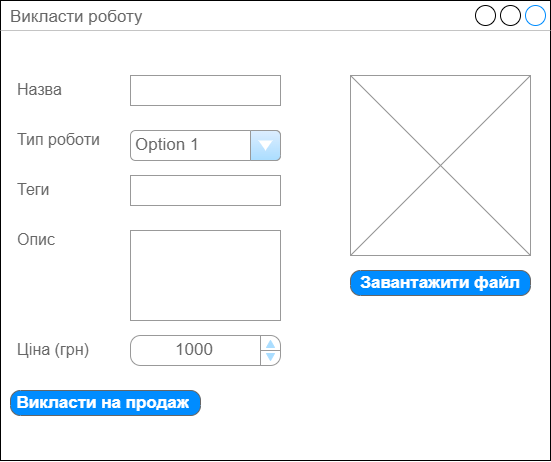 Викласти роботу
Назва
Тип роботи
Option 1
Теги
Опис
Завантажити файл
Ціна (грн)
1000
Викласти на продаж